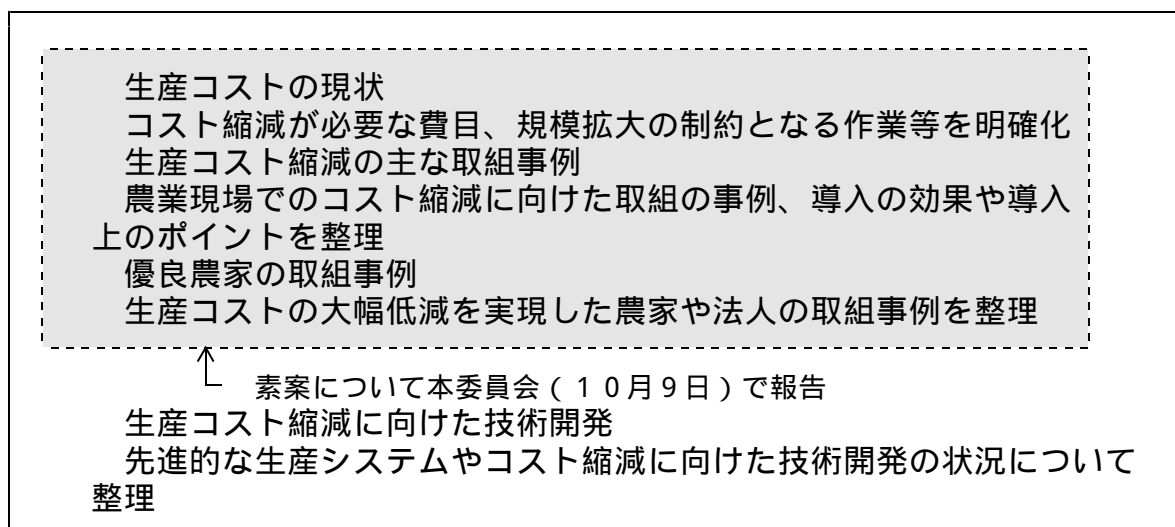 生産コストの現状
コスト縮減が必要な費目、規模拡大の制約となる作業等を明確化
生産コスト縮減の主な取組事例
農業現場でのコスト縮減に向けた取組の事例、導入の効果や導入
上のポイントを整理
優良農家の取組事例
生産コストの大幅低減を実現した農家や法人の取組事例を整理
素案について本委員会（１０月９日）で報告
生産コスト縮減に向けた技術開発
先進的な生産システムやコスト縮減に向けた技術開発の状況について
整理